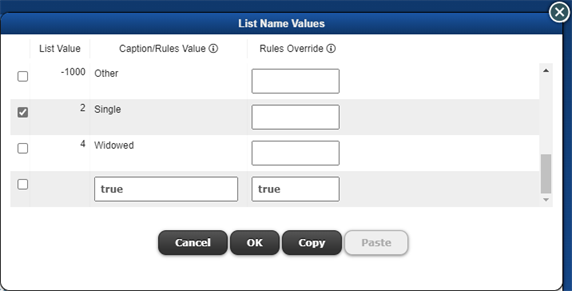 List Name Values
List Value Caption/Rules Value Rules Override
-1000 Other
2 Single
4 Widowed
true true
Cancel OK Copy Paste